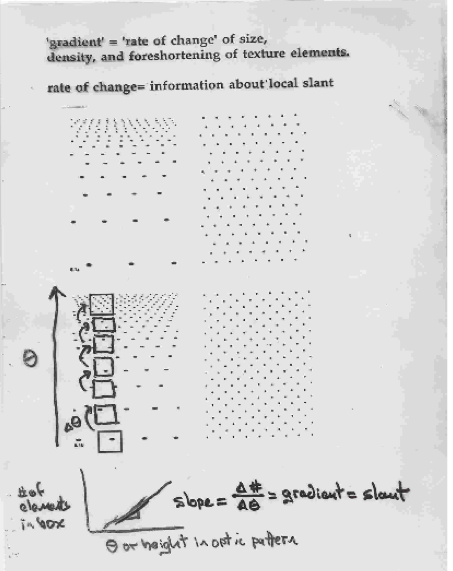 'gradient' = 'rate of change' of size,
density, and foreshortening of texture elements.
rate of change= information about local slant
θ
Δθ
# of
elements
in box
slope = Δ# / Δθ = gradient = slant
θ or height in optic pattern